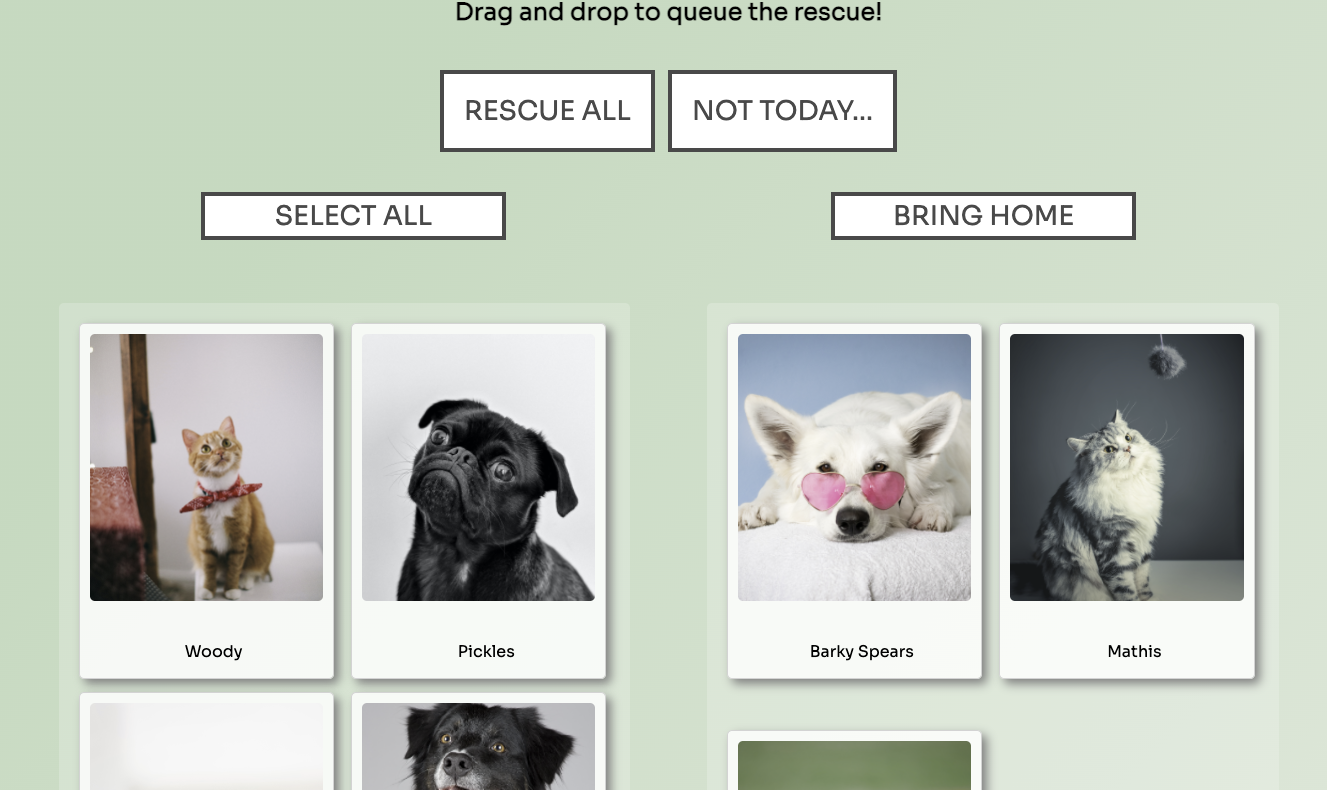 Drag and drop to queue the rescue!
RESCUE ALL
NOT TODAY...
SELECT ALL
BRING HOME
Woody
Pickles
Barky Spears
Mathis